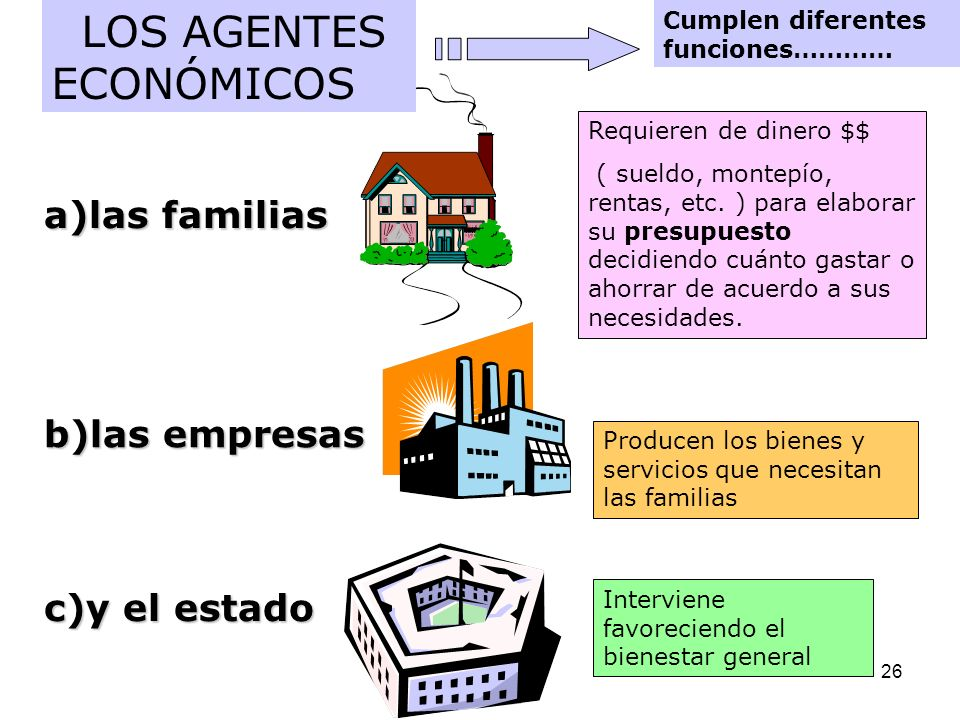 LOS AGENTES
ECONÓMICOS
Cumplen diferentes
funciones…………
a)las familias
Requieren de dinero $$
( sueldo, montepío,
rentas, etc. ) para elaborar
su presupuesto
decidiendo cuánto gastar o
ahorrar de acuerdo a sus
necesidades.
b)las empresas
Producen los bienes y
servicios que necesitan
las familias
c)y el estado
Interviene
favoreciendo el
bienestar general
26